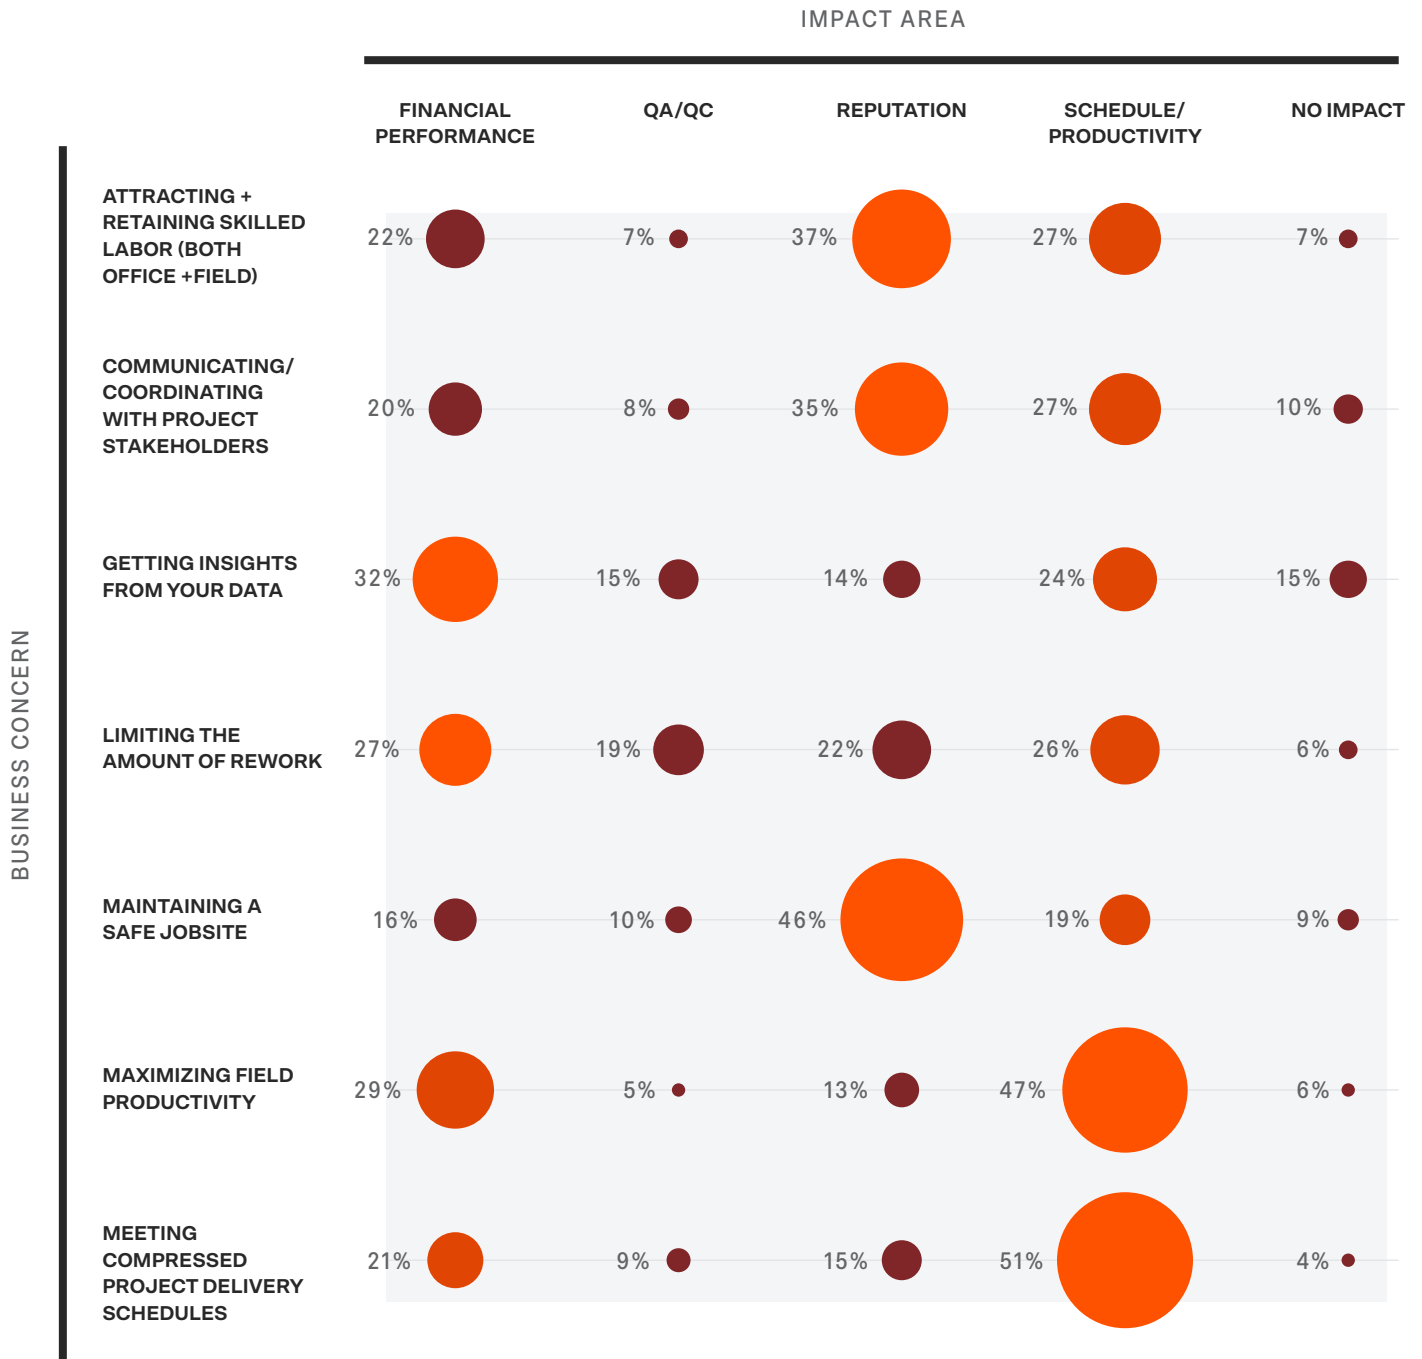 IMPACT AREA
FINANCIAL
PERFORMANCE
QA/QC
REPUTATION
SCHEDULE/
PRODUCTIVITY
NO IMPACT
BUSINESS CONCERN
ATTRACTING +
RETAINING SKILLED
LABOR (BOTH
OFFICE +FIELD)
22%
7%
37%
27%
7%
COMMUNICATING/
COORDINATING
WITH PROJECT
STAKEHOLDERS
20%
8%
35%
27%
10%
GETTING INSIGHTS
FROM YOUR DATA
32%
15%
14%
24%
15%
LIMITING THE
AMOUNT OF REWORK
27%
19%
22%
26%
6%
MAINTAINING A
SAFE JOBSITE
16%
10%
46%
19%
9%
MAXIMIZING FIELD
PRODUCTIVITY
29%
5%
13%
47%
6%
MEETING
COMPRESSED
PROJECT DELIVERY
SCHEDULES
21%
9%
15%
51%
4%